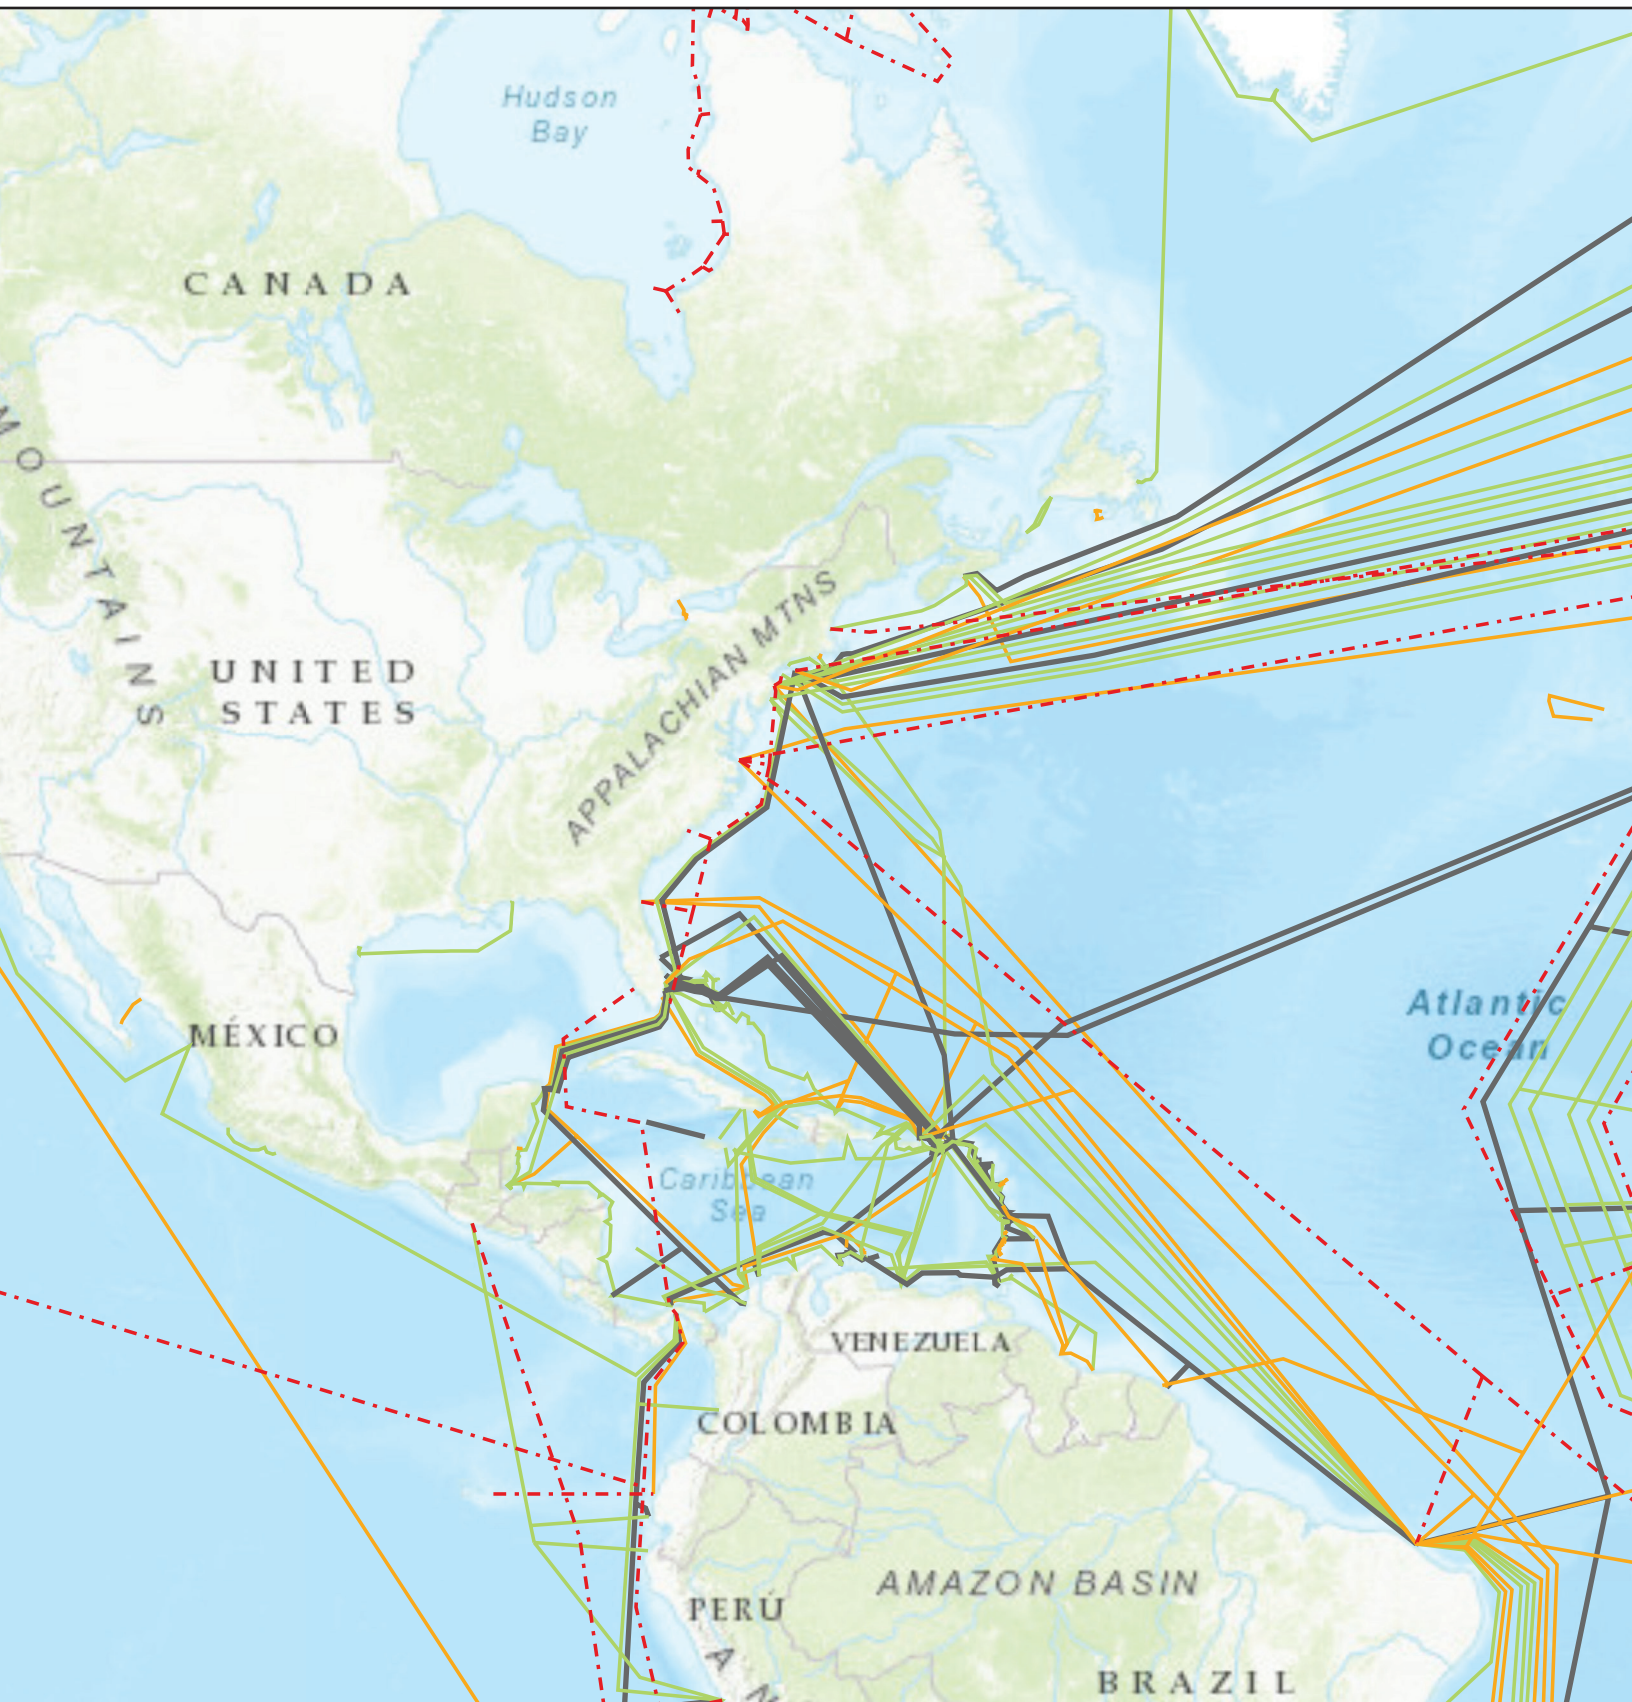 Hudson
Bay
CANADA
MOUNTAINS
UNITED
STATES
APPALACHIAN MTNS
MÉXICO
Atlantic
Ocean
Caribbean
Sea
VENEZUELA
COLOMBIA
AMAZON BASIN
PERÚ
BRAZIL
A N